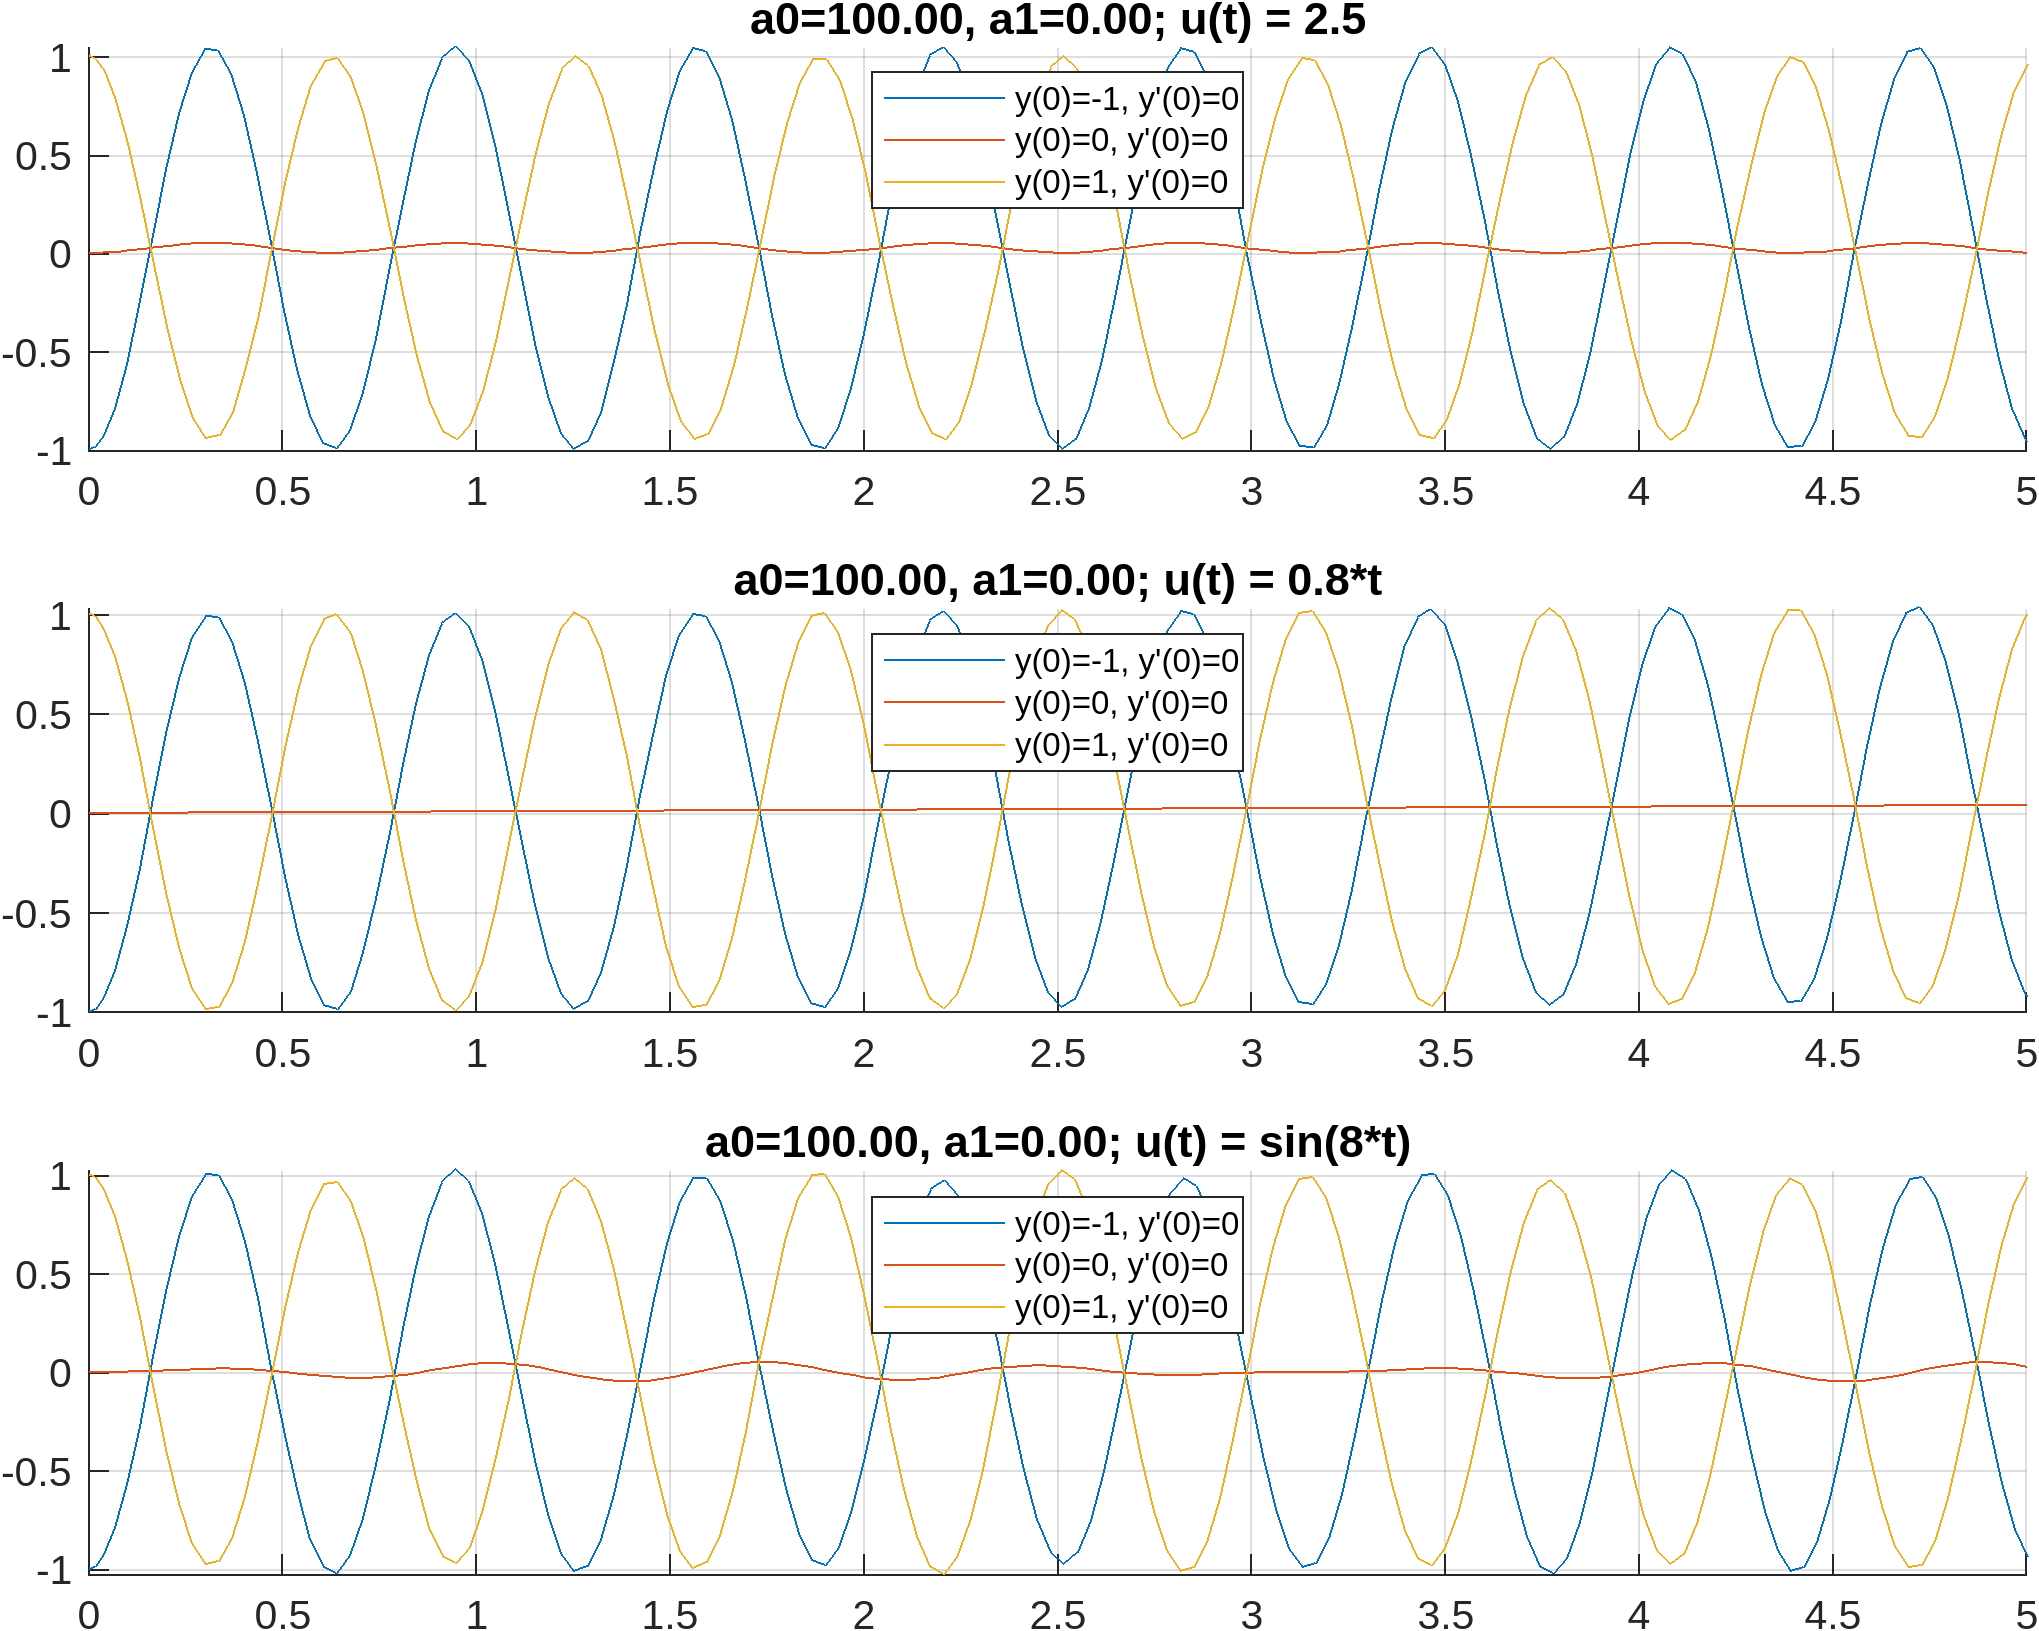 a0=100.00, a1=0.00; u(t) = 2.5
1
0.5
0
-0.5
-1
y(0)=-1, y'(0)=0
y(0)=0, y'(0)=0
y(0)=1, y'(0)=0
0 0.5 1 1.5 2 2.5 3 3.5 4 4.5 5
a0=100.00, a1=0.00; u(t) = 0.8*t
1
0.5
0
-0.5
-1
y(0)=-1, y'(0)=0
y(0)=0, y'(0)=0
y(0)=1, y'(0)=0
0 0.5 1 1.5 2 2.5 3 3.5 4 4.5 5
a0=100.00, a1=0.00; u(t) = sin(8*t)
1
0.5
0
-0.5
-1
y(0)=-1, y'(0)=0
y(0)=0, y'(0)=0
y(0)=1, y'(0)=0
0 0.5 1 1.5 2 2.5 3 3.5 4 4.5 5